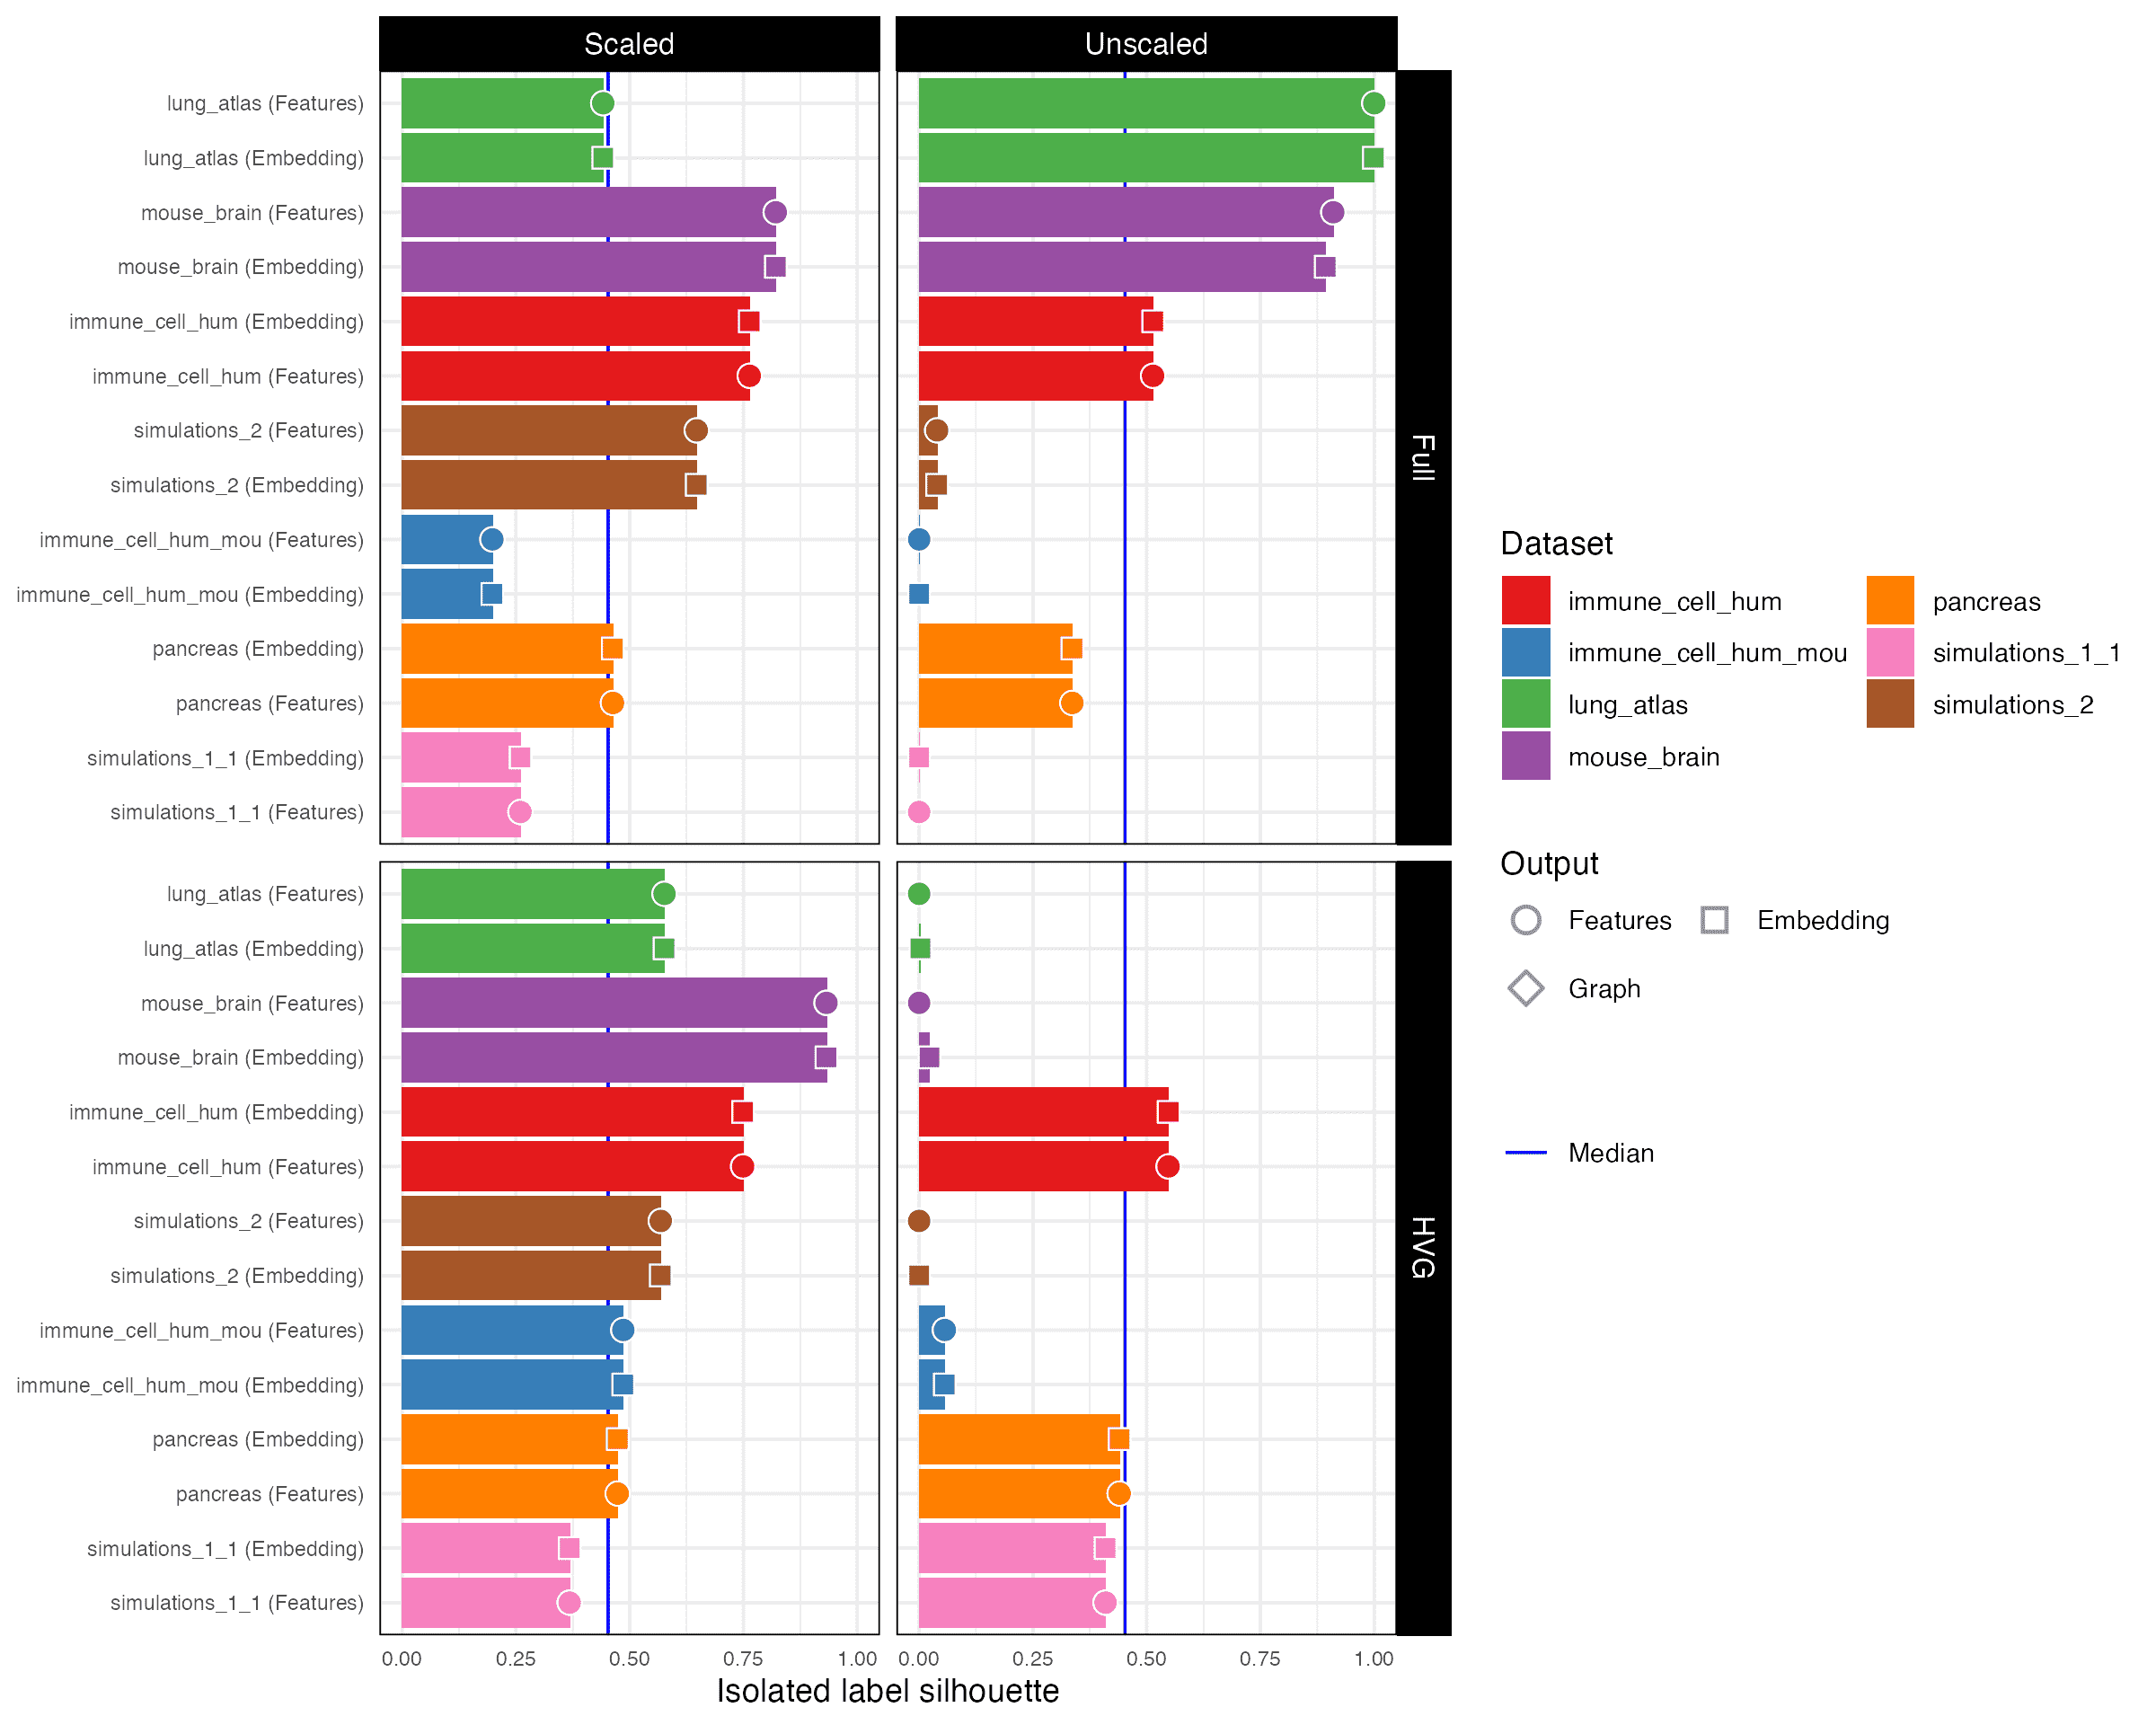 Scaled
Unscaled
lung_atlas (Features)
lung_atlas (Embedding)
mouse_brain (Features)
mouse_brain (Embedding)
immune_cell_hum (Embedding)
immune_cell_hum (Features)
simulations_2 (Features)
simulations_2 (Embedding)
immune_cell_hum_mou (Features)
immune_cell_hum_mou (Embedding)
pancreas (Embedding)
pancreas (Features)
simulations_1_1 (Embedding)
simulations_1_1 (Features)
Full
lung_atlas (Features)
lung_atlas (Embedding)
mouse_brain (Features)
mouse_brain (Embedding)
immune_cell_hum (Embedding)
immune_cell_hum (Features)
simulations_2 (Features)
simulations_2 (Embedding)
immune_cell_hum_mou (Features)
immune_cell_hum_mou (Embedding)
pancreas (Embedding)
pancreas (Features)
simulations_1_1 (Embedding)
simulations_1_1 (Features)
HVG
0.00 0.25 0.50 0.75 1.00
0.00 0.25 0.50 0.75 1.00
Isolated label silhouette
Dataset
immune_cell_hum
immune_cell_hum_mou
lung_atlas
mouse_brain
pancreas
simulations_1_1
simulations_2
Output
Features
Embedding
Graph
Median